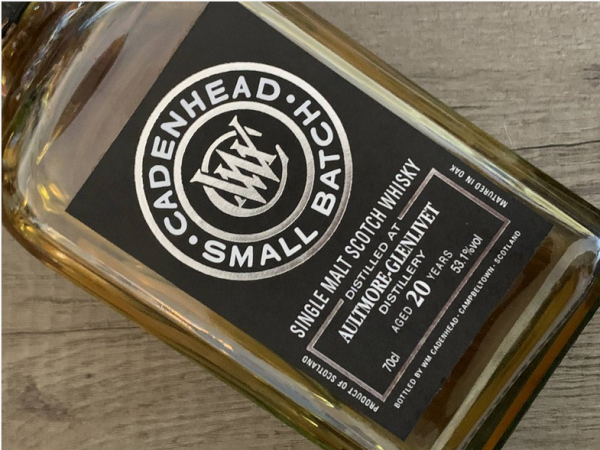 CADENHEAD • SMALL BATCH •
WMC
SINGLE MALT SCOTCH WHISKY
DISTILLED AT
AULTMORE-GLENLIVET
DISTILLERY
AGED 20 YEARS
70cl
53.1%vol
PRODUCT OF SCOTLAND
MATURED IN OAK
BOTTLED BY WM CADENHEAD · CAMPBELTOWN · SCOTLAND